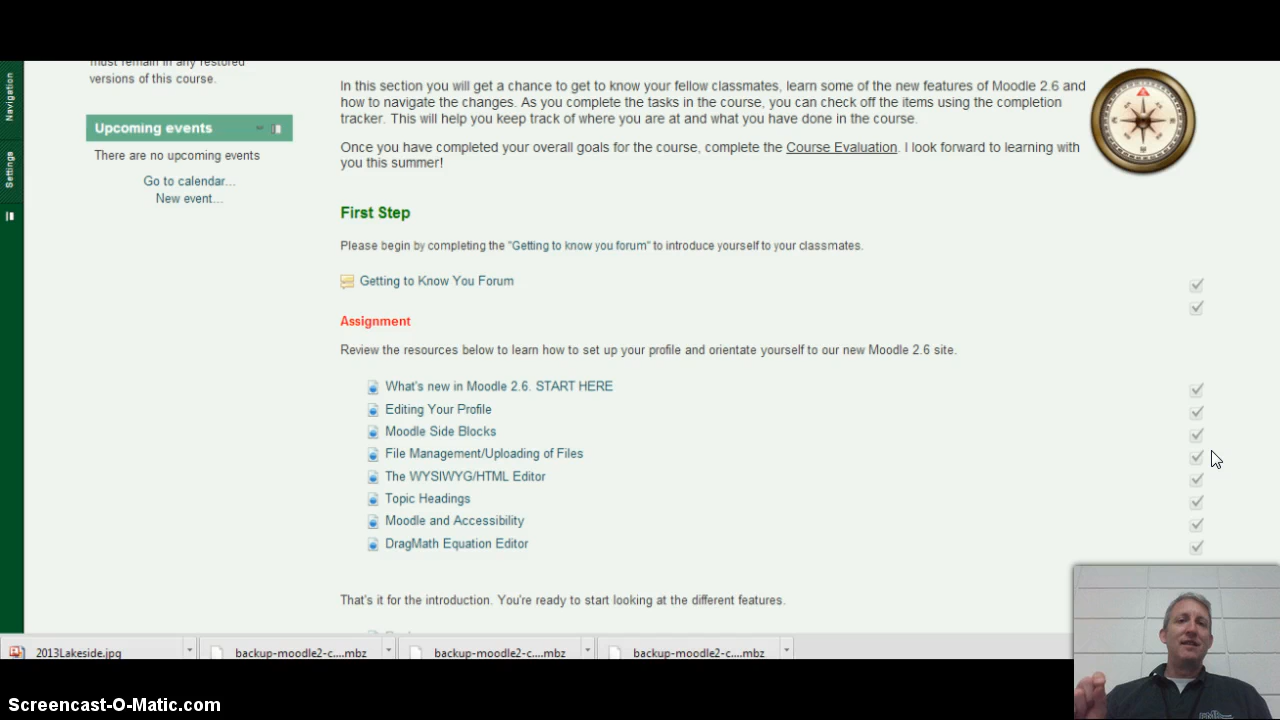 must remain in any restored
versions of this course.
Navigation
Settings
Upcoming events
There are no upcoming events
Go to calendar...
New event...
In this section you will get a chance to get to know your fellow classmates, learn some of the new features of Moodle 2.6 and
how to navigate the changes. As you complete the tasks in the course, you can check off the items using the completion
tracker. This will help you keep track of where you are at and what you have done in the course.
Once you have completed your overall goals for the course, complete the Course Evaluation. I look forward to learning with
you this summer!
First Step
Please begin by completing the "Getting to know you forum" to introduce yourself to your classmates.
Getting to Know You Forum
Assignment
Review the resources below to learn how to set up your profile and orientate yourself to our new Moodle 2.6 site.
What's new in Moodle 2.6. START HERE
Editing Your Profile
Moodle Side Blocks
File Management/Uploading of Files
The WYSIWYG/HTML Editor
Topic Headings
Moodle and Accessibility
DragMath Equation Editor
That's it for the introduction. You're ready to start looking at the different features.
2013Lakeside.jpg
backup-moodle2-c....mbz
backup-moodle2-c....mbz
backup-moodle2-c....mbz
Screencast-O-Matic.com